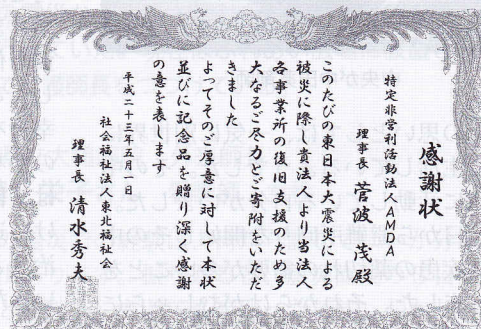 感謝状
特定非営利活動法人AMDA
理事長 菅波 茂 殿
このたびの東日本大震災による
被災に際し貴法人より当法人
各事業所の復旧支援のため多
大なるご尽力とご寄附をいただ
きました
よってそのご厚意に対して本状
並びに記念品を贈り深く感謝
の意を表します
平成二十三年五月一日
社会福祉法人東北福祉会
理事長 清水秀夫